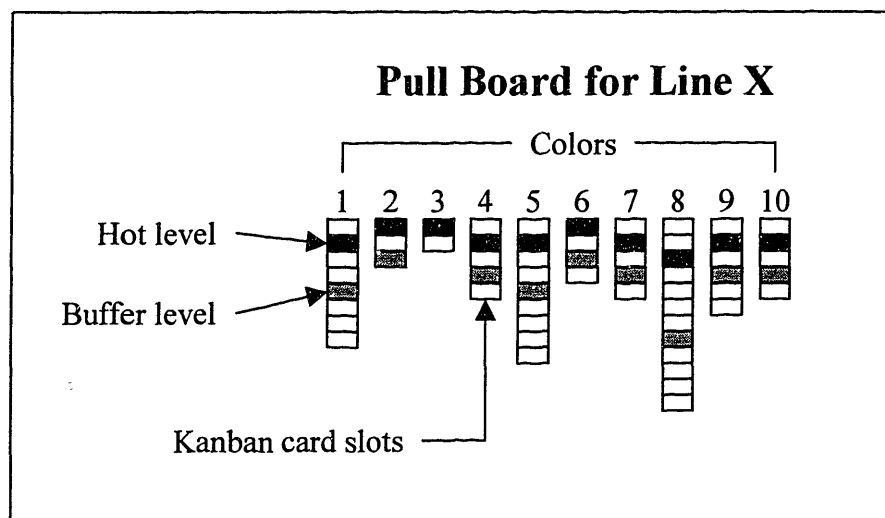 Pull Board for Line X
Colors
1 2 3 4 5 6 7 8 9 10
Hot level
Buffer level
Kanban card slots